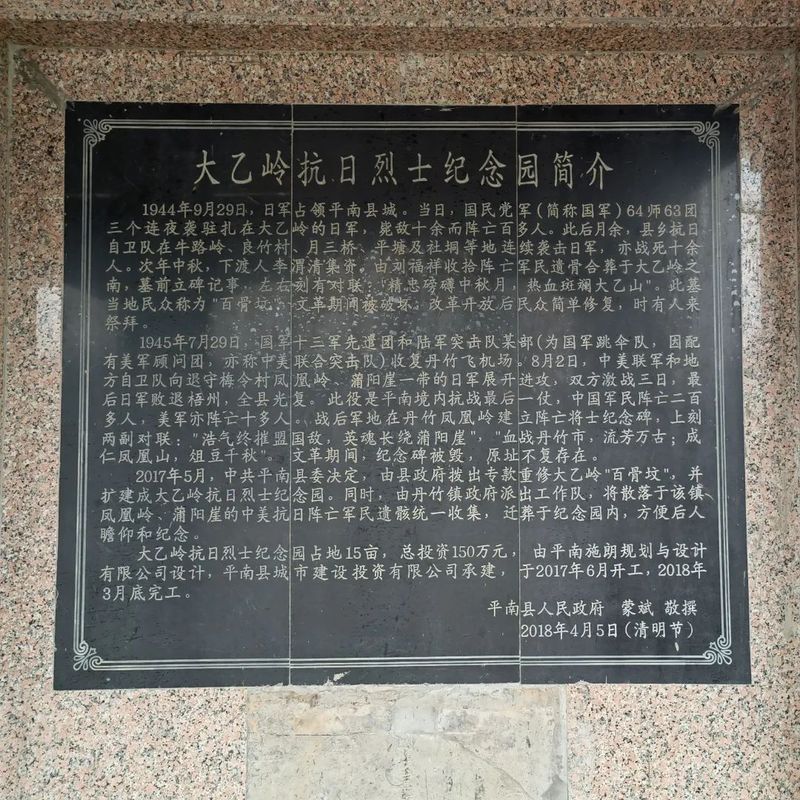 大乙岭抗日烈士纪念园简介
1944年9月29日，日军占领平南县城。当日，国民党军(简称国军)64师63团
三个连夜袭驻扎在大乙岭的日军，毙敌十余而阵亡百多人。此后月余，县乡抗日
自卫队在牛路岭、良竹村、月三桥、平塘及社垌等地连续袭击日军，亦战死十余
人。次年中秋，下渡人李渭清集资。由刘福祥收拾阵亡军民遗骨合葬于大乙岭之
南，墓前立碑记事，左右刻有对联："精忠磅礴中秋月，热血斑斓大乙山"。此墓
当地民众称为"百骨坟"。文革期间被破坏。改革开放后民众简单修复，时有人来
祭拜。
1945年7月29日，国军十三军先遣团和陆军突击队某部(为国军跳伞队，因配
有美军顾问团，亦称中美联合突击队)收复丹竹飞机场。8月2日，中美联军和地
方自卫队向退守梅令村凤凰岭、蒲阳崖一带的日军展开进攻，双方激战三日，最
后日军败退梧州，全县光复。此役是平南境内抗战最后一仗，中国军民阵亡二百
多人，美军亦阵亡十多人。战后军地在丹竹凤凰岭建立阵亡将士纪念碑，上刻
两副对联："浩气终摧盟国敌，英魂长绕蒲阳崖"，"血战丹竹市，流芳万古；成
仁凤凰山，俎豆千秋"。文革期间，纪念碑被毁，原址不复存在。
2017年5月，中共平南县委决定，由县政府拨出专款重修大乙岭"百骨坟"，并
扩建成大乙岭抗日烈士纪念园。同时，由丹竹镇政府派出工作队，将散落于该镇
凤凰岭、蒲阳崖的中美抗日阵亡军民遗骸统一收集，迁葬于纪念园内，方便后人
瞻仰和纪念。
大乙岭抗日烈士纪念园占地15亩，总投资150万元，由平南施朗规划与设计
有限公司设计，平南县城市建设投资有限公司承建，于2017年6月开工，2018年
3月底完工。
平南县人民政府 蒙斌 敬撰
2018年4月5日(清明节)